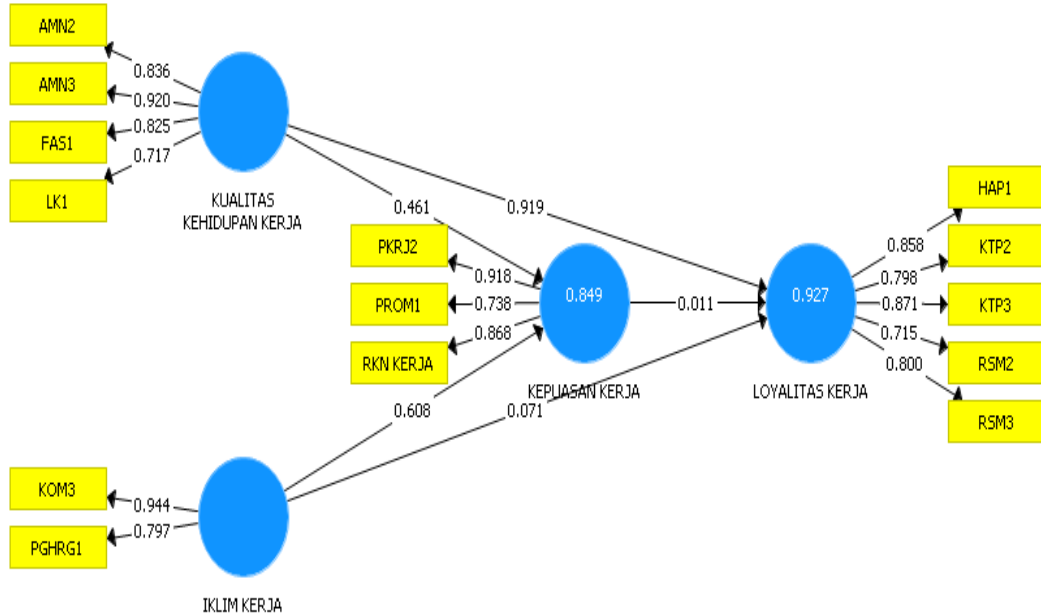 AMN2
0.836
AMN3
0.920
FAS1
0.825
0.717
LK1
KUALITAS
KEHIDUPAN KERJA
0.461
0.919
HAP1
0.858
PKRJ2
KTP2
0.918
0.798
PROM1
0.738
0.849
0.011
0.927
0.871
KTP3
0.868
0.715
RKN KERJA
RSM2
0.800
KEPUASAN KERJA
LOYALITAS KERJA
0.608
0.071
RSM3
KOM3
0.944
0.797
PGHRG1
IKLIM KERJA